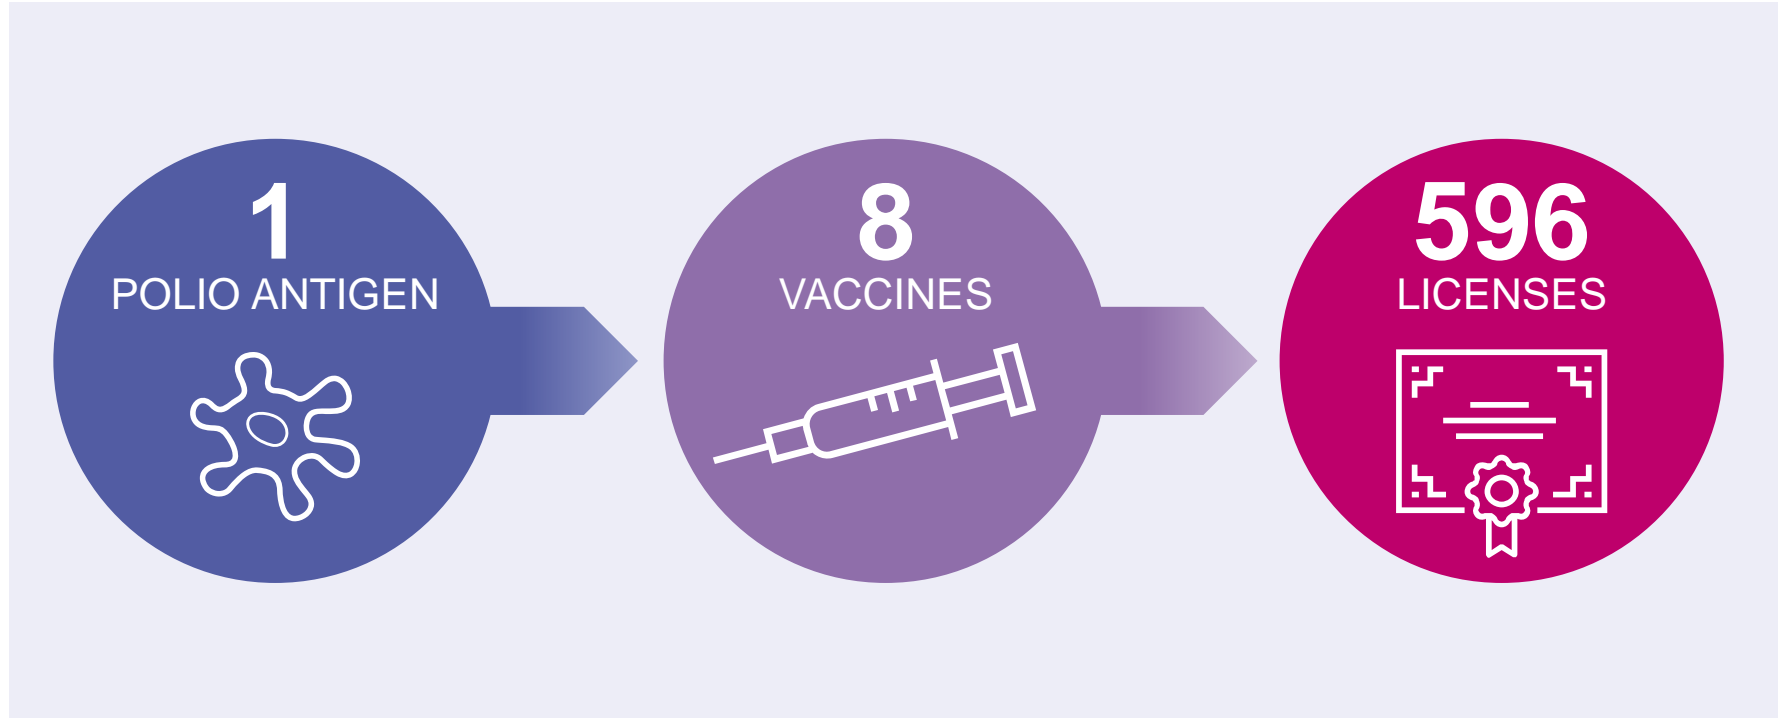 1
POLIO ANTIGEN
8
VACCINES
596
LICENSES